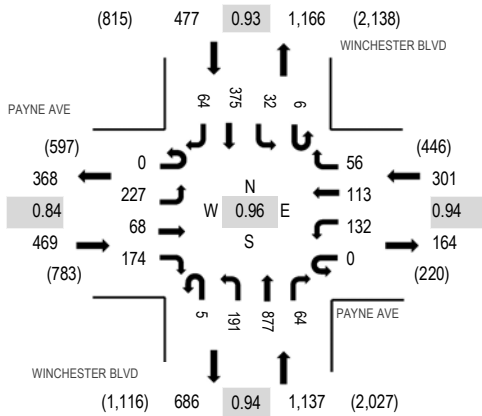 (815) 477 0.93 1,166 (2,138)
WINCHESTER BLVD
64 375 32 6
PAYNE AVE
(597)
368
0.84
469
(783)
0
227
68
174
N
W 0.96 E
S
56
113
132
0
(446)
301
0.94
164
(220)
5 191 877 64
PAYNE AVE
WINCHESTER BLVD
(1,116) 686 0.94 1,137 (2,027)